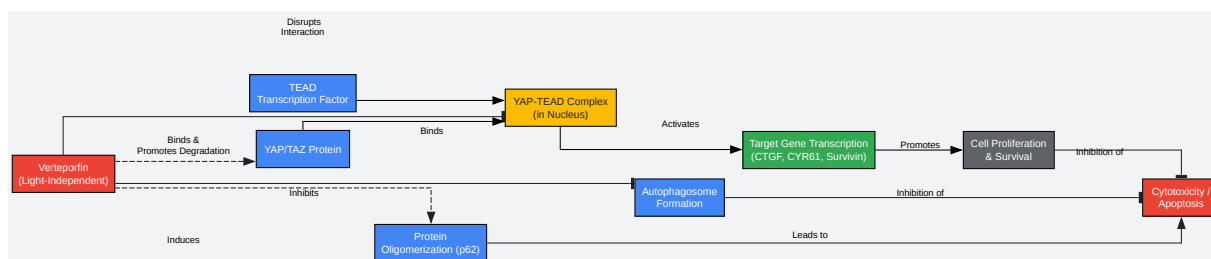 Disrupts
Interaction
TEAD
Transcription Factor
YAP-TEAD Complex
(in Nucleus)
Activates
Binds
Binds &
Promotes Degradation
YAP/TAZ Protein
Target Gene Transcription
(CTGF, CYR61, Survivin)
Promotes
Cell Proliferation
& Survival
Inhibition of
Verteporfin
(Light-Independent)
Inhibits
Autophagosome
Formation
Inhibition of
Cytotoxicity /
Apoptosis
Induces
Protein
Oligomerization (p62)
Leads to